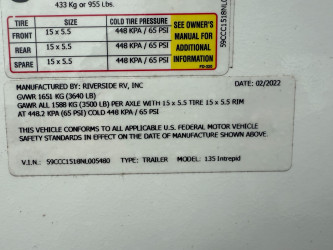 433 Kg or 955 Lbs.
TIRE SIZE COLD TIRE PRESSURE
FRONT 15 x 5.5 448 KPA / 65 PSI
REAR 15 x 5.5 448 KPA / 65 PSI
SPARE 15 x 5.5 448 KPA / 65 PSI
SEE OWNER'S
MANUAL FOR
ADDITIONAL
INFORMATION
59CCC1518NL0
MANUFACTURED BY: RIVERSIDE RV, INC DATE: 02/2022
GVWR 1651 KG (3640 LB)
GAWR ALL 1588 KG (3500 LB) PER AXLE WITH 15 x 5.5 TIRE 15 x 5.5 RIM
AT 448.2 KPA (65 PSI) COLD 448 KPA / 65 PSI
THIS VEHICLE CONFORMS TO ALL APPLICABLE U.S. FEDERAL MOTOR VEHICLE
SAFETY STANDARDS IN EFFECT ON THE DATE OF MANUFACTURE SHOWN ABOVE.
V.I.N.: 59CCC1518NL005480 TYPE: TRAILER MODEL: 135 Intrepid